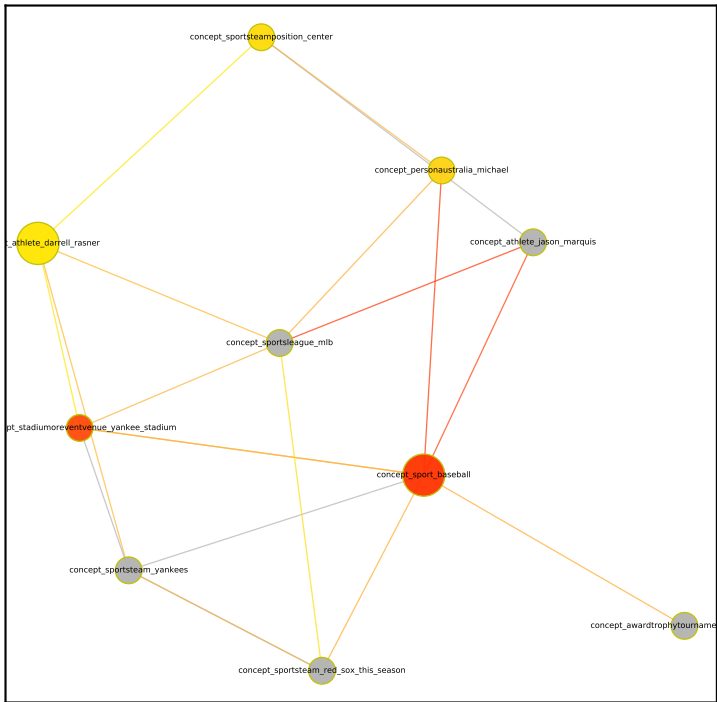 concept_sportsteamposition_center
concept_personaustralia_michael
concept_athlete_jason_marquis
t_athlete_darrell_rasner
concept_sportsleague_mlb
pt_stadiumoreventvenue_yankee_stadium
concept_sport_baseball
concept_sportsteam_yankees
concept_awardtrophytourname
concept_sportsteam_red_sox_this_season